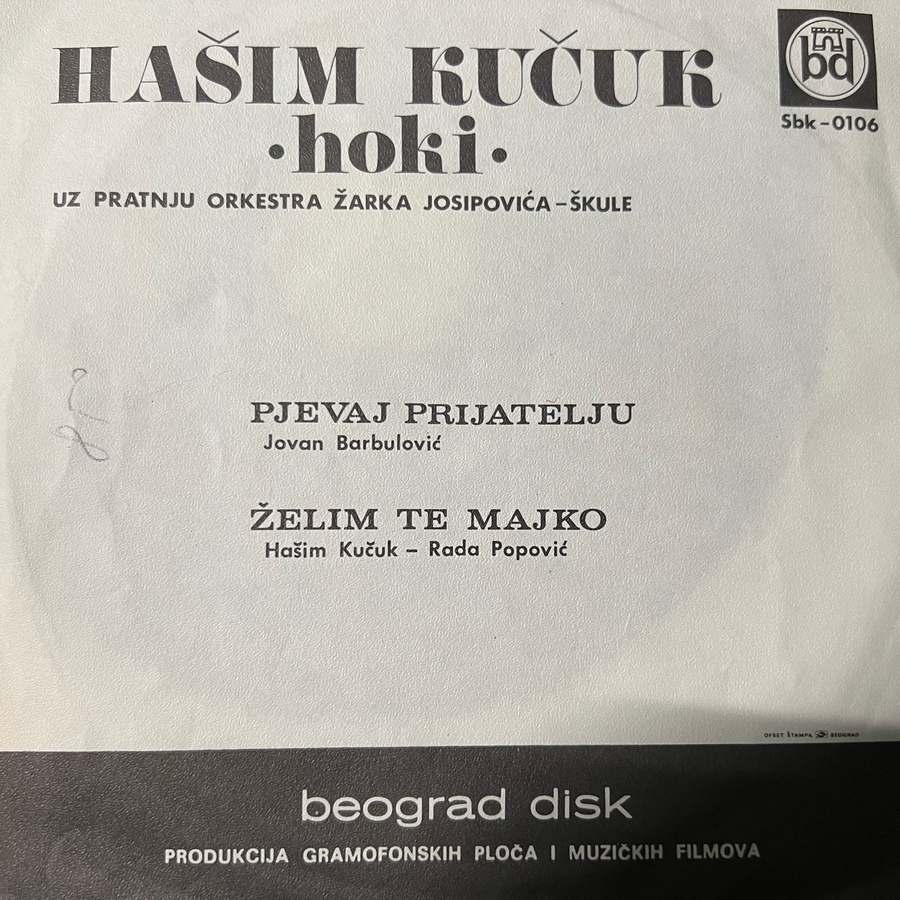 HAŠIM KUČUK
bd
•hoki•
Sbk-0106
UZ PRATNJU ORKESTRA ŽARKA JOSIPOVIĆA-ŠKULE
PJEVAJ PRIJATELJU
Jovan Barbulović
ŽELIM TE MAJKO
Hašim Kučuk - Rada Popović
OFSET ŠTAMPA BEOGRAD
beograd disk
PRODUKCIJA GRAMOFONSKIH PLOČA I MUZIČKIH FILMOVA